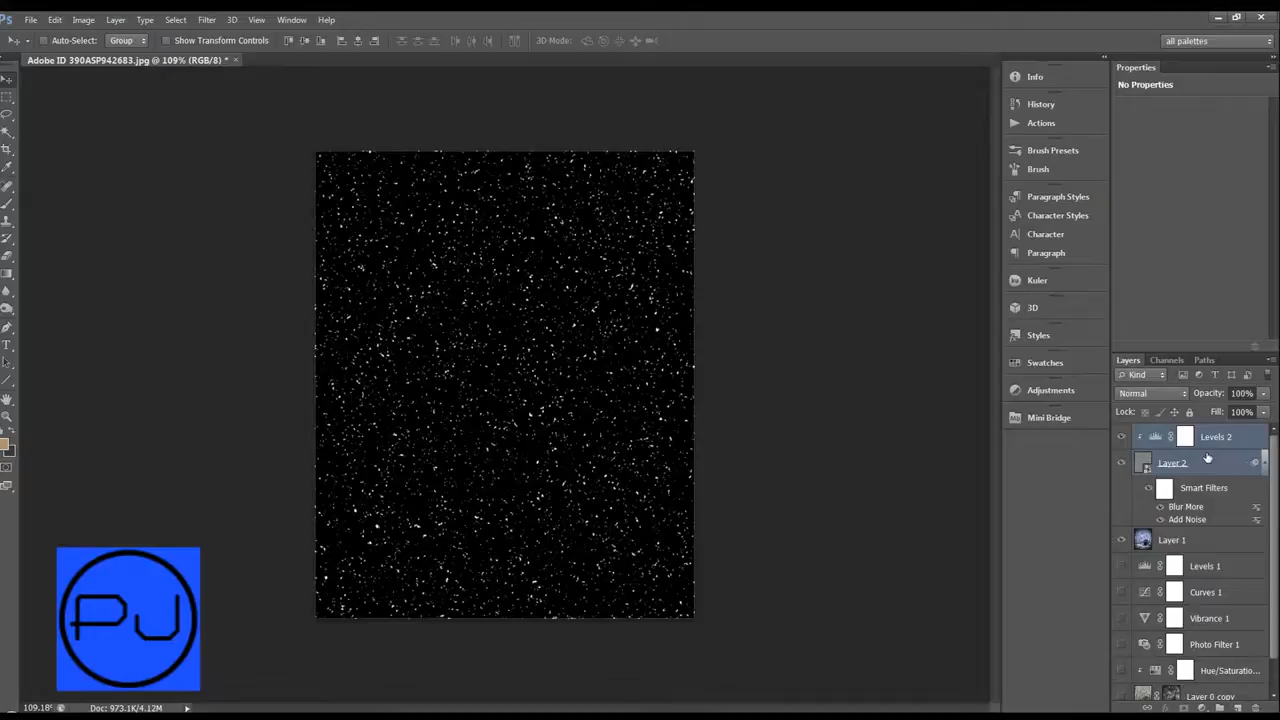 Ps File Edit Image Layer Type Select Filter 3D View Window Help
Auto-Select: Group Show Transform Controls 3D Mode: all palettes
Adobe ID 390ASP942683.jpg @ 109% (RGB/8) * ×
Info
History
Actions
Brush Presets
Brush
Paragraph Styles
Character Styles
Character
Paragraph
Kuler
3D
Styles
Swatches
Adjustments
Mini Bridge
Properties
No Properties
Layers Channels Paths
Kind
Normal Opacity: 100%
Lock: Fill: 100%
Levels 2
Layer 2
Smart Filters
Blur More
Add Noise
Layer 1
Levels 1
Curves 1
Vibrance 1
Photo Filter 1
Hue/Saturatio...
Layer 0 copy
PJ
109.18% Doc: 973.1K/4.12M